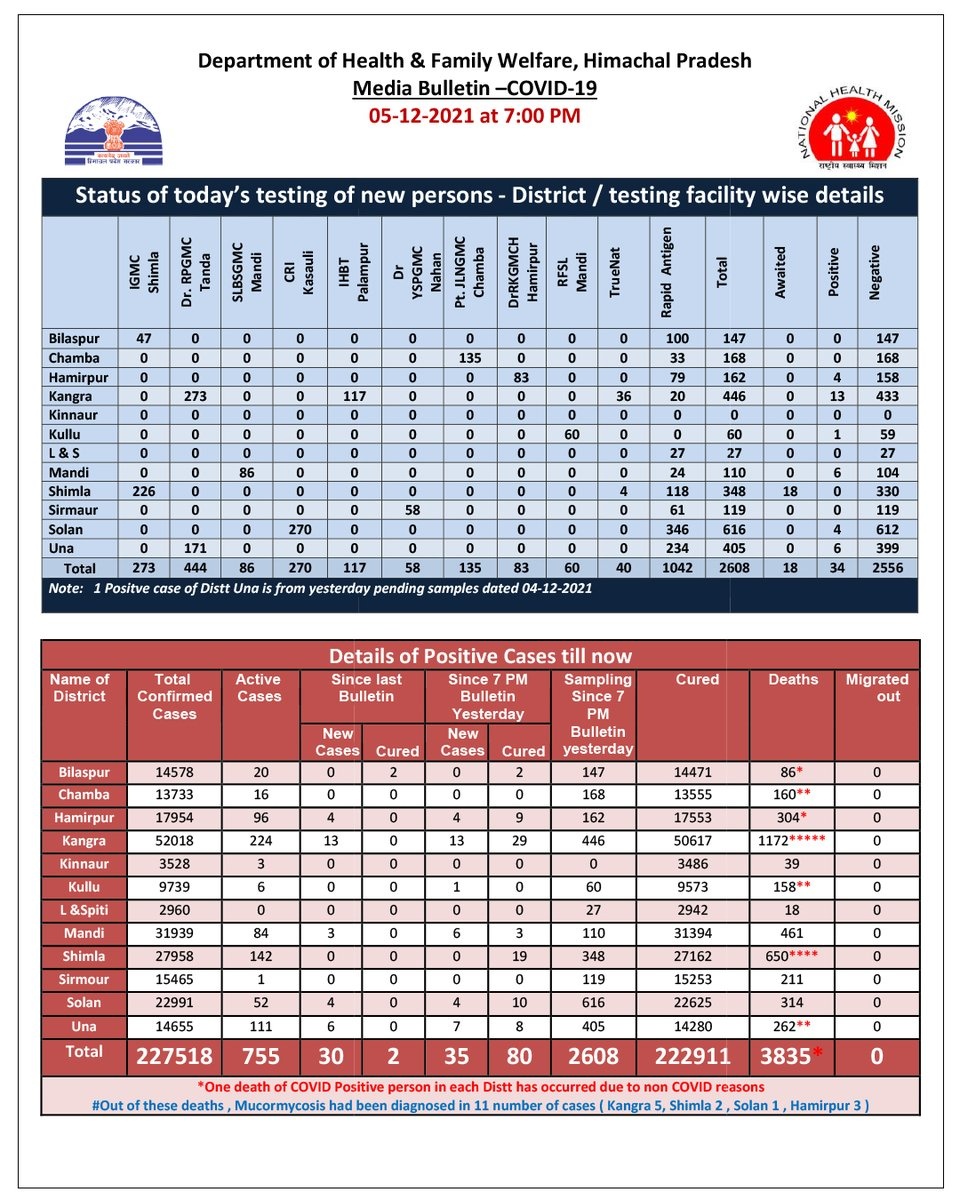 Department of Health & Family Welfare, Himachal Pradesh
Media Bulletin –COVID-19
05-12-2021 at 7:00 PM
हिमाचल प्रदेश सरकार
NATIONAL HEALTH MISSION
राष्ट्रीय स्वास्थ्य मिशन
Status of today's testing of new persons - District / testing facility wise details
IGMC Shimla Dr. RPGMC Tanda SLBSGMC Mandi CRI Kasauli IHBT Palampur Dr YSPGMC Nahan Pt. JLNGMC Chamba DrRKGMCH Hamirpur RFSL Mandi TrueNat Rapid Antigen Total Awaited Positive Negative
Bilaspur 47 0 0 0 0 0 0 0 0 0 100 147 0 0 147
Chamba 0 0 0 0 0 0 135 0 0 0 33 168 0 0 168
Hamirpur 0 0 0 0 0 0 0 83 0 0 79 162 0 4 158
Kangra 0 273 0 0 117 0 0 0 0 36 20 446 0 13 433
Kinnaur 0 0 0 0 0 0 0 0 0 0 0 0 0 0 0
Kullu 0 0 0 0 0 0 0 0 60 0 0 60 0 1 59
L & S 0 0 0 0 0 0 0 0 0 0 27 27 0 0 27
Mandi 0 0 86 0 0 0 0 0 0 0 24 110 0 6 104
Shimla 226 0 0 0 0 0 0 0 0 4 118 348 18 0 330
Sirmaur 0 0 0 0 0 58 0 0 0 0 61 119 0 0 119
Solan 0 0 0 270 0 0 0 0 0 0 346 616 0 4 612
Una 0 171 0 0 0 0 0 0 0 0 234 405 0 6 399
Total 273 444 86 270 117 58 135 83 60 40 1042 2608 18 34 2556
Note: 1 Positve case of Distt Una is from yesterday pending samples dated 04-12-2021
Details of Positive Cases till now
Name of District Total Confirmed Cases Active Cases Since last Bulletin Since 7 PM Bulletin Yesterday Sampling Since 7 PM Bulletin yesterday Cured Deaths Migrated out
New Cases Cured New Cases Cured
Bilaspur 14578 20 0 2 0 2 147 14471 86* 0
Chamba 13733 16 0 0 0 0 168 13555 160** 0
Hamirpur 17954 96 4 0 4 9 162 17553 304* 0
Kangra 52018 224 13 0 13 29 446 50617 1172***** 0
Kinnaur 3528 3 0 0 0 0 0 3486 39 0
Kullu 9739 6 0 0 1 0 60 9573 158** 0
L &Spiti 2960 0 0 0 0 0 27 2942 18 0
Mandi 31939 84 3 0 6 3 110 31394 461 0
Shimla 27958 142 0 0 0 19 348 27162 650**** 0
Sirmour 15465 1 0 0 0 0 119 15253 211 0
Solan 22991 52 4 0 4 10 616 22625 314 0
Una 14655 111 6 0 7 8 405 14280 262** 0
Total 227518 755 30 2 35 80 2608 222911 3835* 0
*One death of COVID Positive person in each Distt has occurred due to non COVID reasons
#Out of these deaths , Mucormycosis had been diagnosed in 11 number of cases ( Kangra 5, Shimla 2 , Solan 1 , Hamirpur 3 )